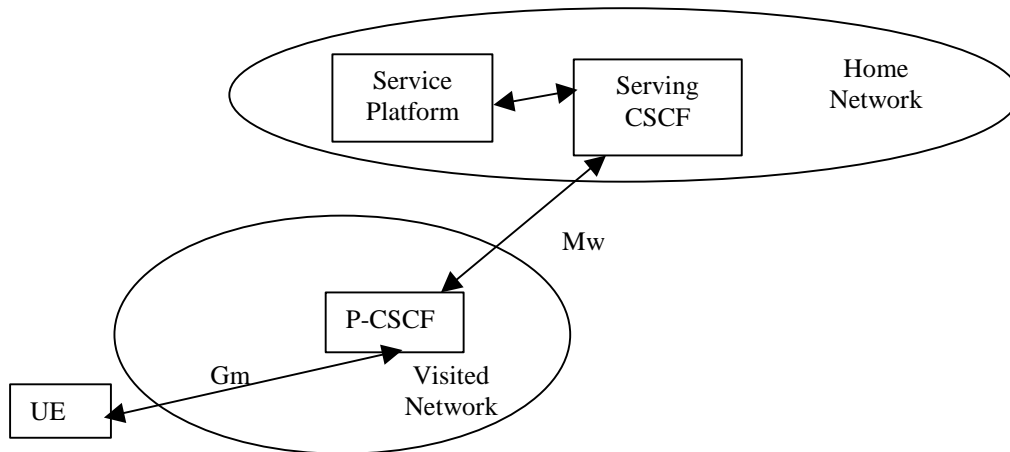 Service
Platform
Serving
CSCF
Home
Network
Mw
P-CSCF
Gm
Visited
Network
UE